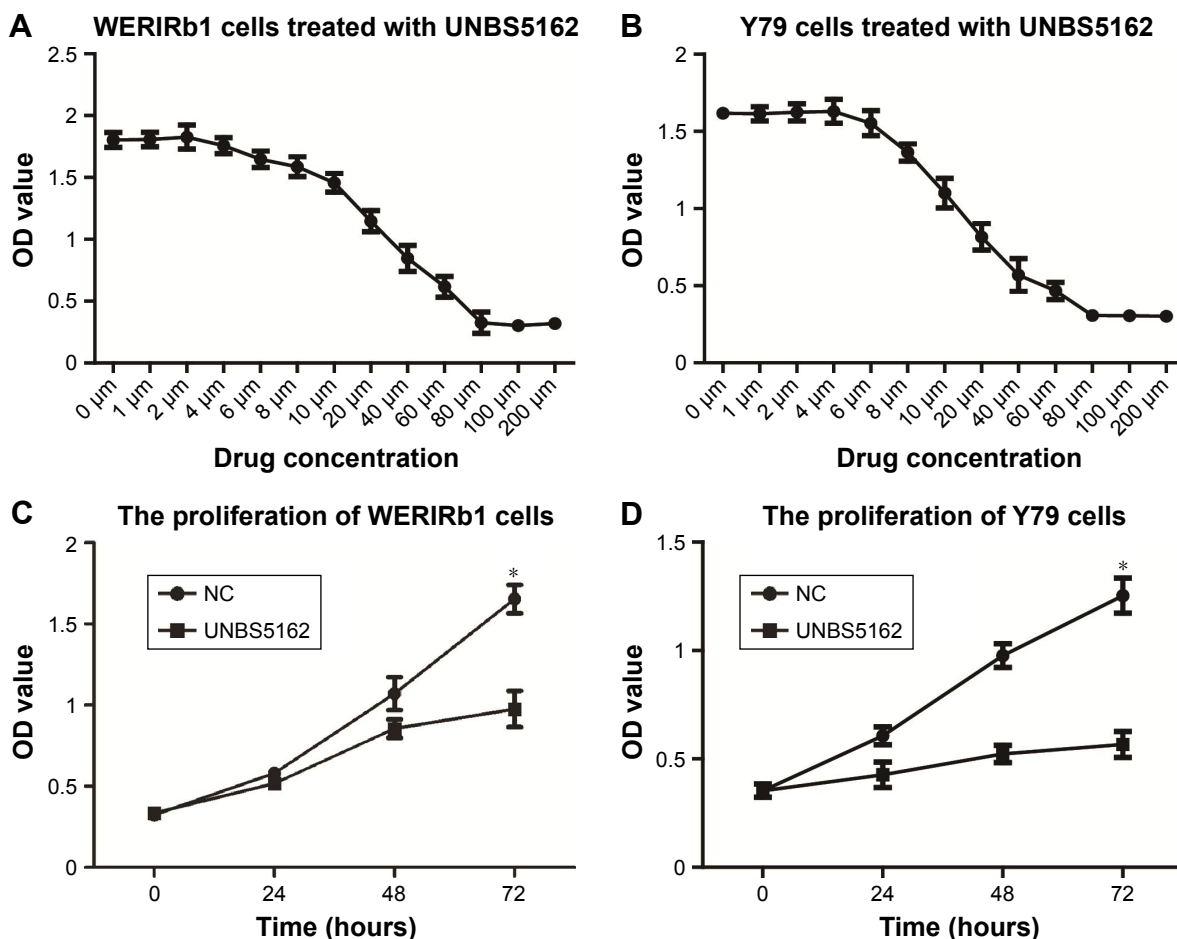 A
WERIRb1 cells treated with UNBS5162
2.5
2
1.5
1
0.5
0
OD value
0 µm
1 µm
2 µm
4 µm
6 µm
8 µm
10 µm
20 µm
40 µm
60 µm
80 µm
100 µm
200 µm
Drug concentration
B
Y79 cells treated with UNBS5162
2
1.5
1
0.5
0
OD value
0 µm
1 µm
2 µm
4 µm
6 µm
8 µm
10 µm
20 µm
40 µm
60 µm
80 µm
100 µm
200 µm
Drug concentration
C
The proliferation of WERIRb1 cells
2
1.5
1
0.5
0
OD value
NC
UNBS5162
*
0
24
48
72
Time (hours)
D
The proliferation of Y79 cells
1.5
1
0.5
0
OD value
NC
UNBS5162
*
0
24
48
72
Time (hours)